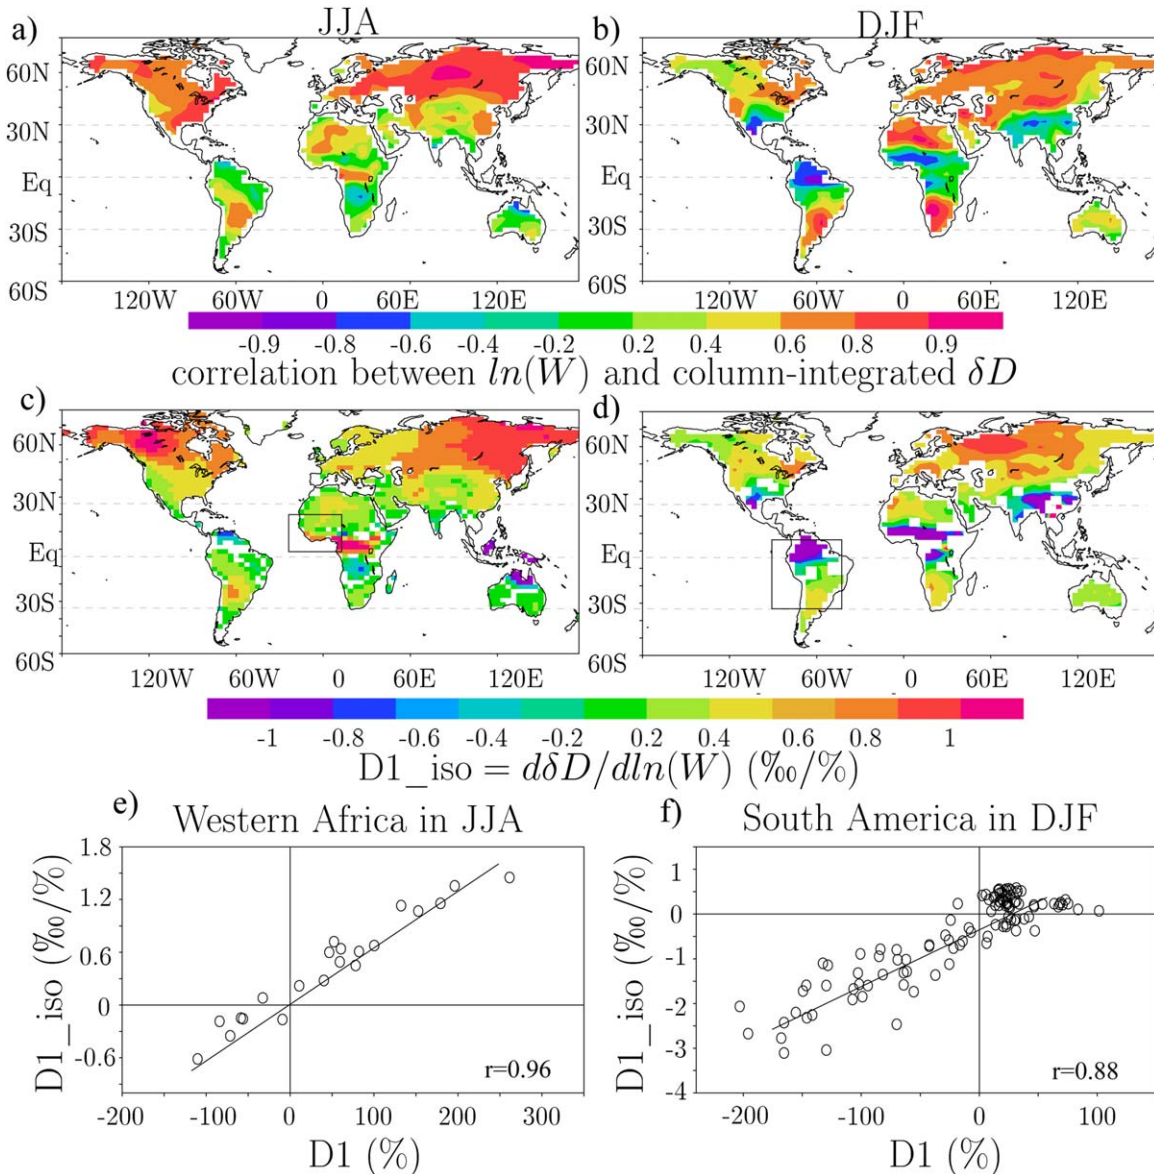 a) JJA b) DJF
60N 60N
30N 30N
Eq Eq
30S 30S
60S 60S
120W 60W 0 60E 120E 120W 60W 0 60E 120E
-0.9 -0.8 -0.6 -0.4 -0.2 0.2 0.4 0.6 0.8 0.9
correlation between ln(W) and column-integrated δD
c) d)
60N 60N
30N 30N
Eq Eq
30S 30S
60S 60S
120W 60W 0 60E 120E 120W 60W 0 60E 120E
-1 -0.8 -0.6 -0.4 -0.2 0.2 0.4 0.6 0.8 1
D1_iso = dδD/dln(W) (‰/%)
e) Western Africa in JJA
D1_iso (‰/%)
1.8
1.2
0.6
0
-0.6
r=0.96
-200 -100 0 100 200 300
D1 (%)
f) South America in DJF
D1_iso (‰/%)
1
0
-1
-2
-3
-4
r=0.88
-200 -100 0 100
D1 (%)